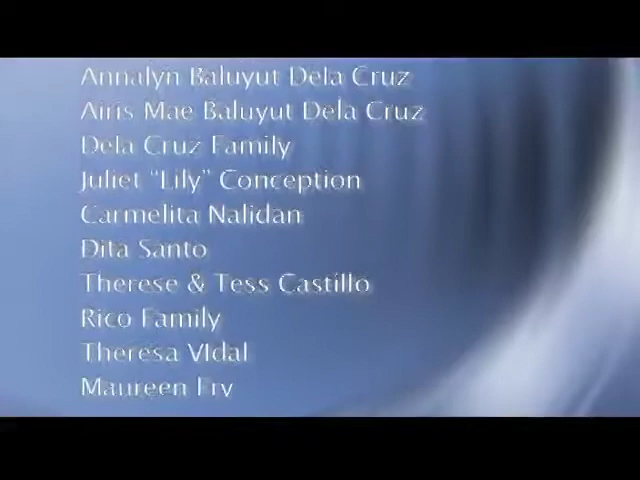 Annalyn Baluyut Dela Cruz
Airis Mae Baluyut Dela Cruz
Dela Cruz Family
Juliet “Lily” Conception
Carmelita Nalidan
Dita Santo
Therese & Tess Castillo
Rico Family
Theresa VIdal
Maureen